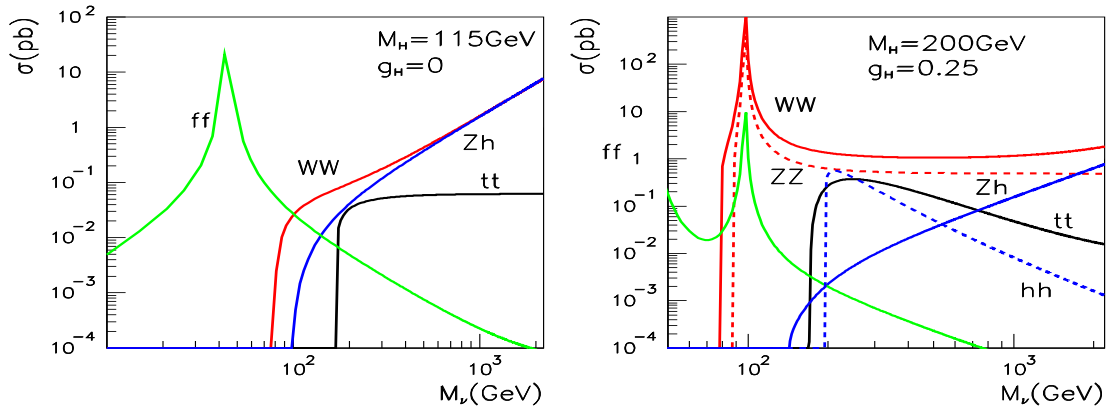 σ(pb)
10²
10
1
10⁻¹
10⁻²
10⁻³
10⁻⁴
10²
10³
M_ν(GeV)
M_H=115GeV
g_H=0
ff
WW
Zh
tt
σ(pb)
10²
10
1
10⁻¹
10⁻²
10⁻³
10⁻⁴
10²
10³
M_ν(GeV)
M_H=200GeV
g_H=0.25
WW
ff
ZZ
Zh
tt
hh